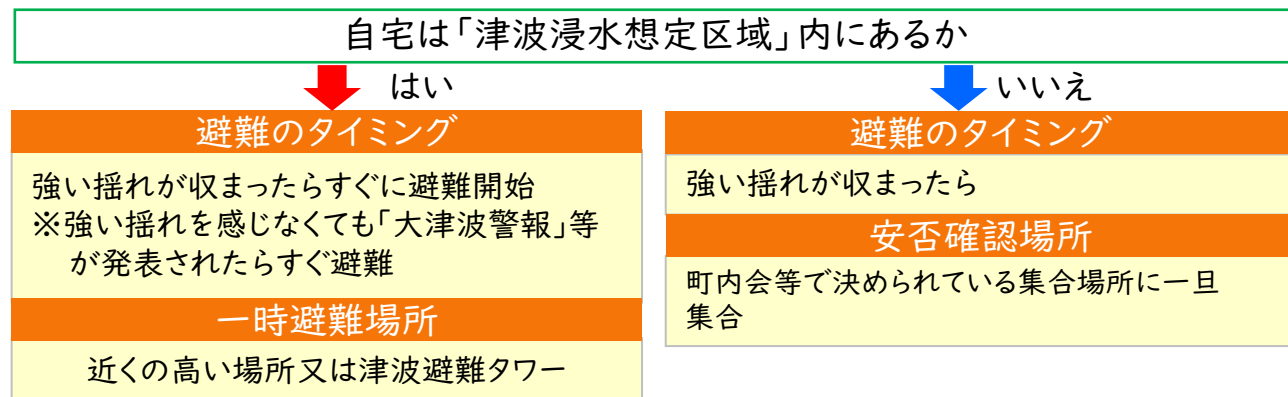 自宅は「津波浸水想定区域」内にあるか
はい
避難のタイミング
強い揺れが収まったらすぐに避難開始
※強い揺れを感じなくても「大津波警報」等
が発表されたらすぐ避難
一時避難場所
近くの高い場所又は津波避難タワー
いいえ
避難のタイミング
強い揺れが収まったら
安否確認場所
町内会等で決められている集合場所に一旦
集合